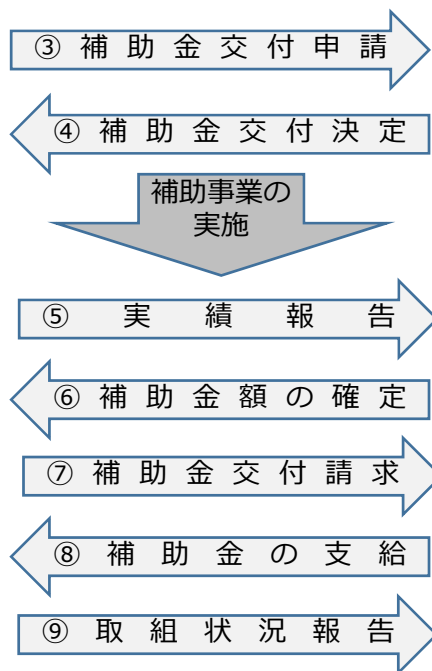 ③補助金交付申請
④補助金交付決定
補助事業の
実施
⑤実績報告
⑥補助金額の確定
⑦補助金交付請求
⑧補助金の支給
⑨取組状況報告